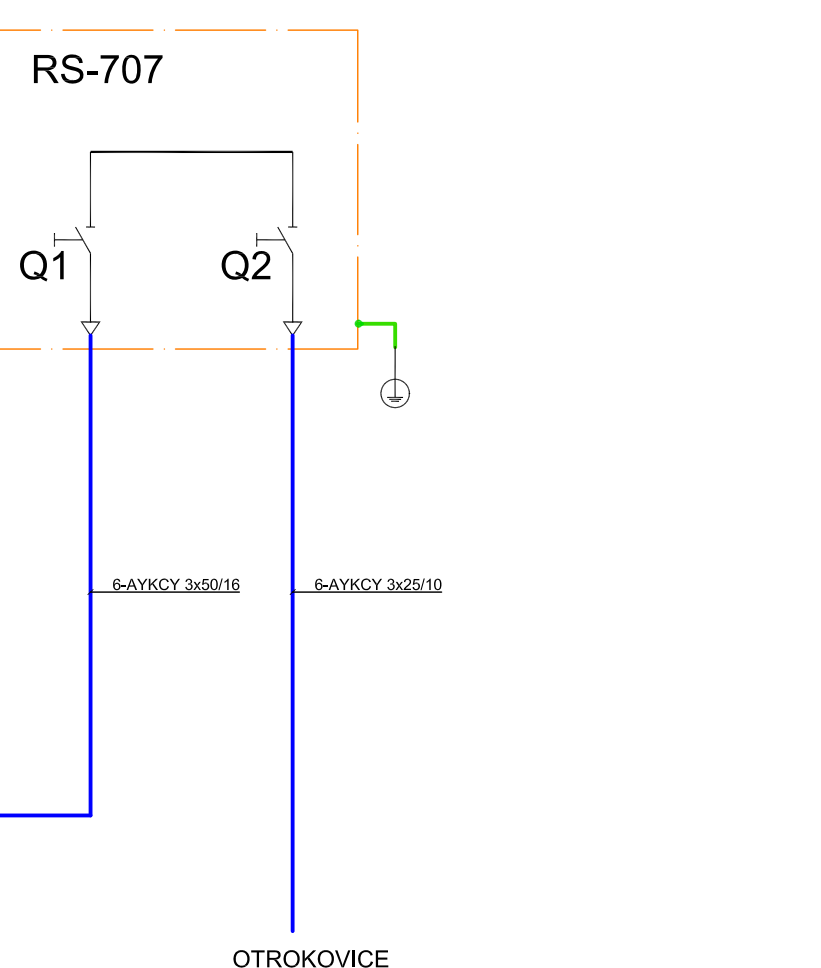 RS-707
Q1
Q2
6-AYKCY 3x50/16
6-AYKCY 3x25/10
OTROKOVICE